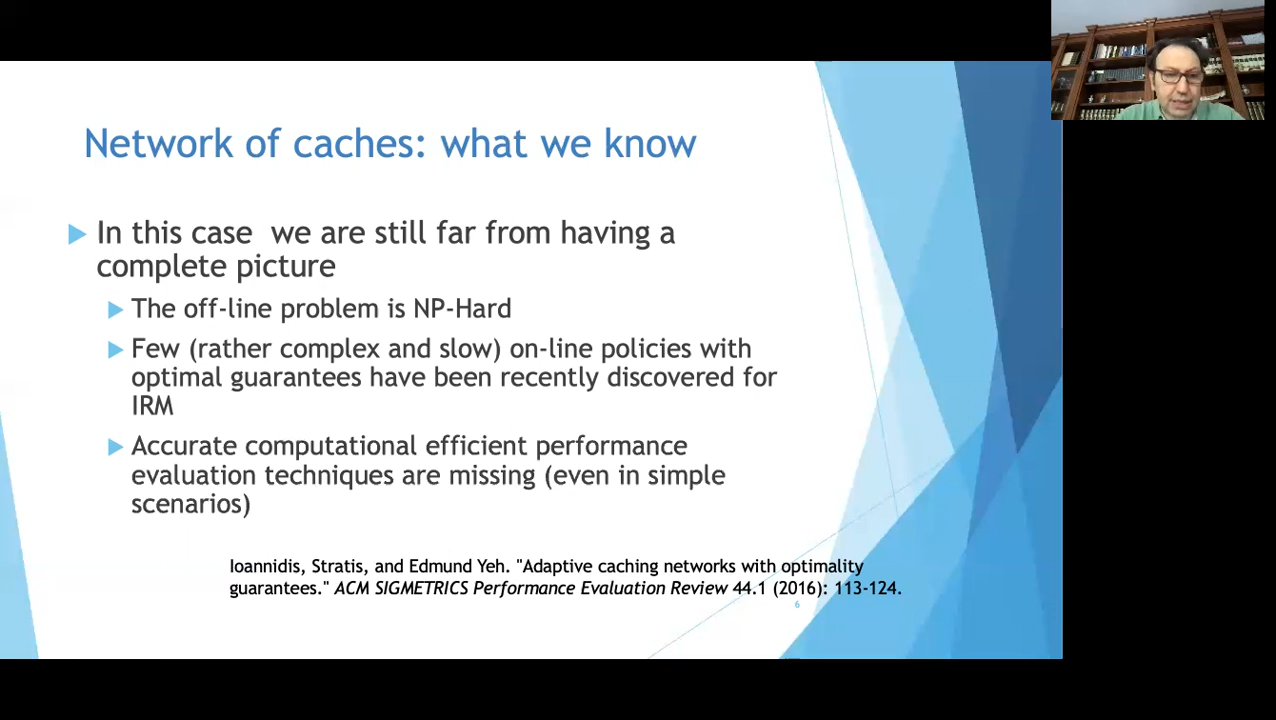 Network of caches: what we know
In this case we are still far from having a
complete picture
The off-line problem is NP-Hard
Few (rather complex and slow) on-line policies with
optimal guarantees have been recently discovered for
IRM
Accurate computational efficient performance
evaluation techniques are missing (even in simple
scenarios)
Ioannidis, Stratis, and Edmund Yeh. "Adaptive caching networks with optimality
guarantees." ACM SIGMETRICS Performance Evaluation Review 44.1 (2016): 113-124.
6